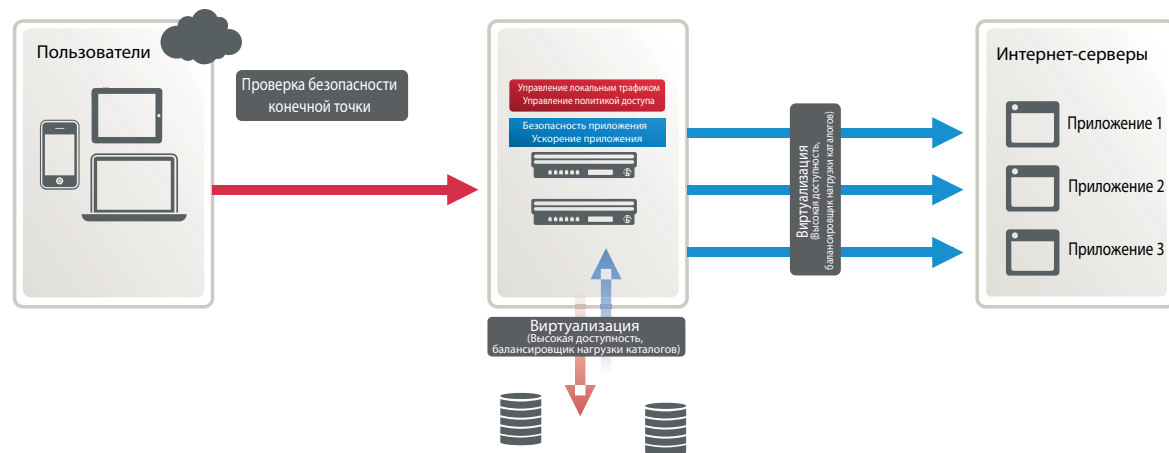 Пользователи
Проверка безопасности
конечной точки
Управление локальным трафиком
Управление политикой доступа
Безопасность приложения
Ускорение приложения
Виртуализация
(Высокая доступность,
балансировщик нагрузки каталогов)
Виртуализация
(Высокая доступность,
балансировщик нагрузки каталогов)
Интернет-серверы
Приложение 1
Приложение 2
Приложение 3